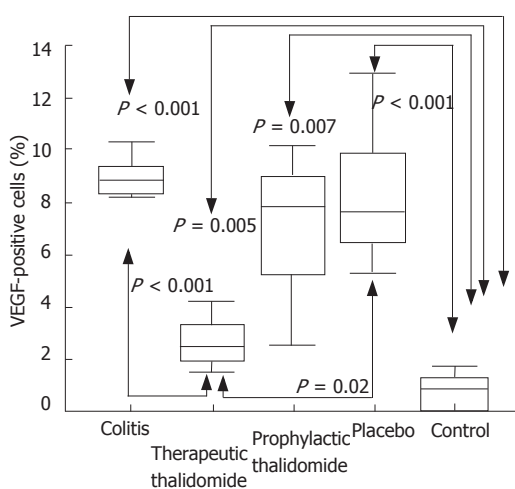 VEGF-positive cells (%)
14
12
10
8
6
4
2
0
P < 0.001
P = 0.007
P < 0.001
P = 0.005
P < 0.001
P = 0.02
Colitis
Therapeutic
thalidomide
Prophylactic
thalidomide
Placebo
Control